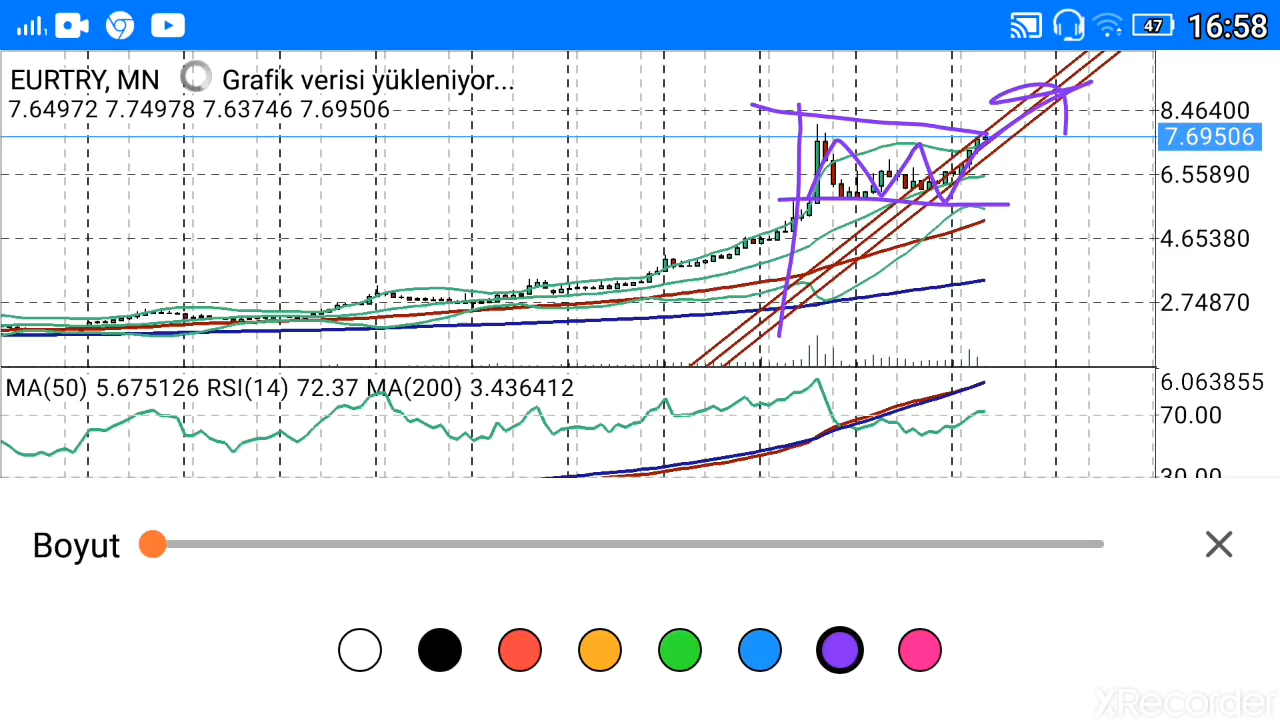 47 16:58
EURTRY, MN Grafik verisi yükleniyor...
7.64972 7.74978 7.63746 7.69506
8.46400
7.69506
6.55890
4.65380
2.74870
MA(50) 5.675126 RSI(14) 72.37 MA(200) 3.436412
6.063855
70.00
30.00
Boyut
XRecorder